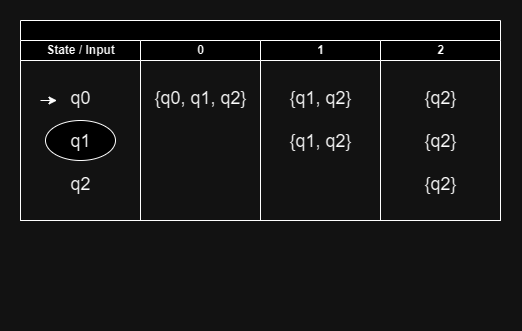 State / Input 0 1 2
q0 {q0, q1, q2} {q1, q2} {q2}
q1 {q1, q2} {q2}
q2 {q2}